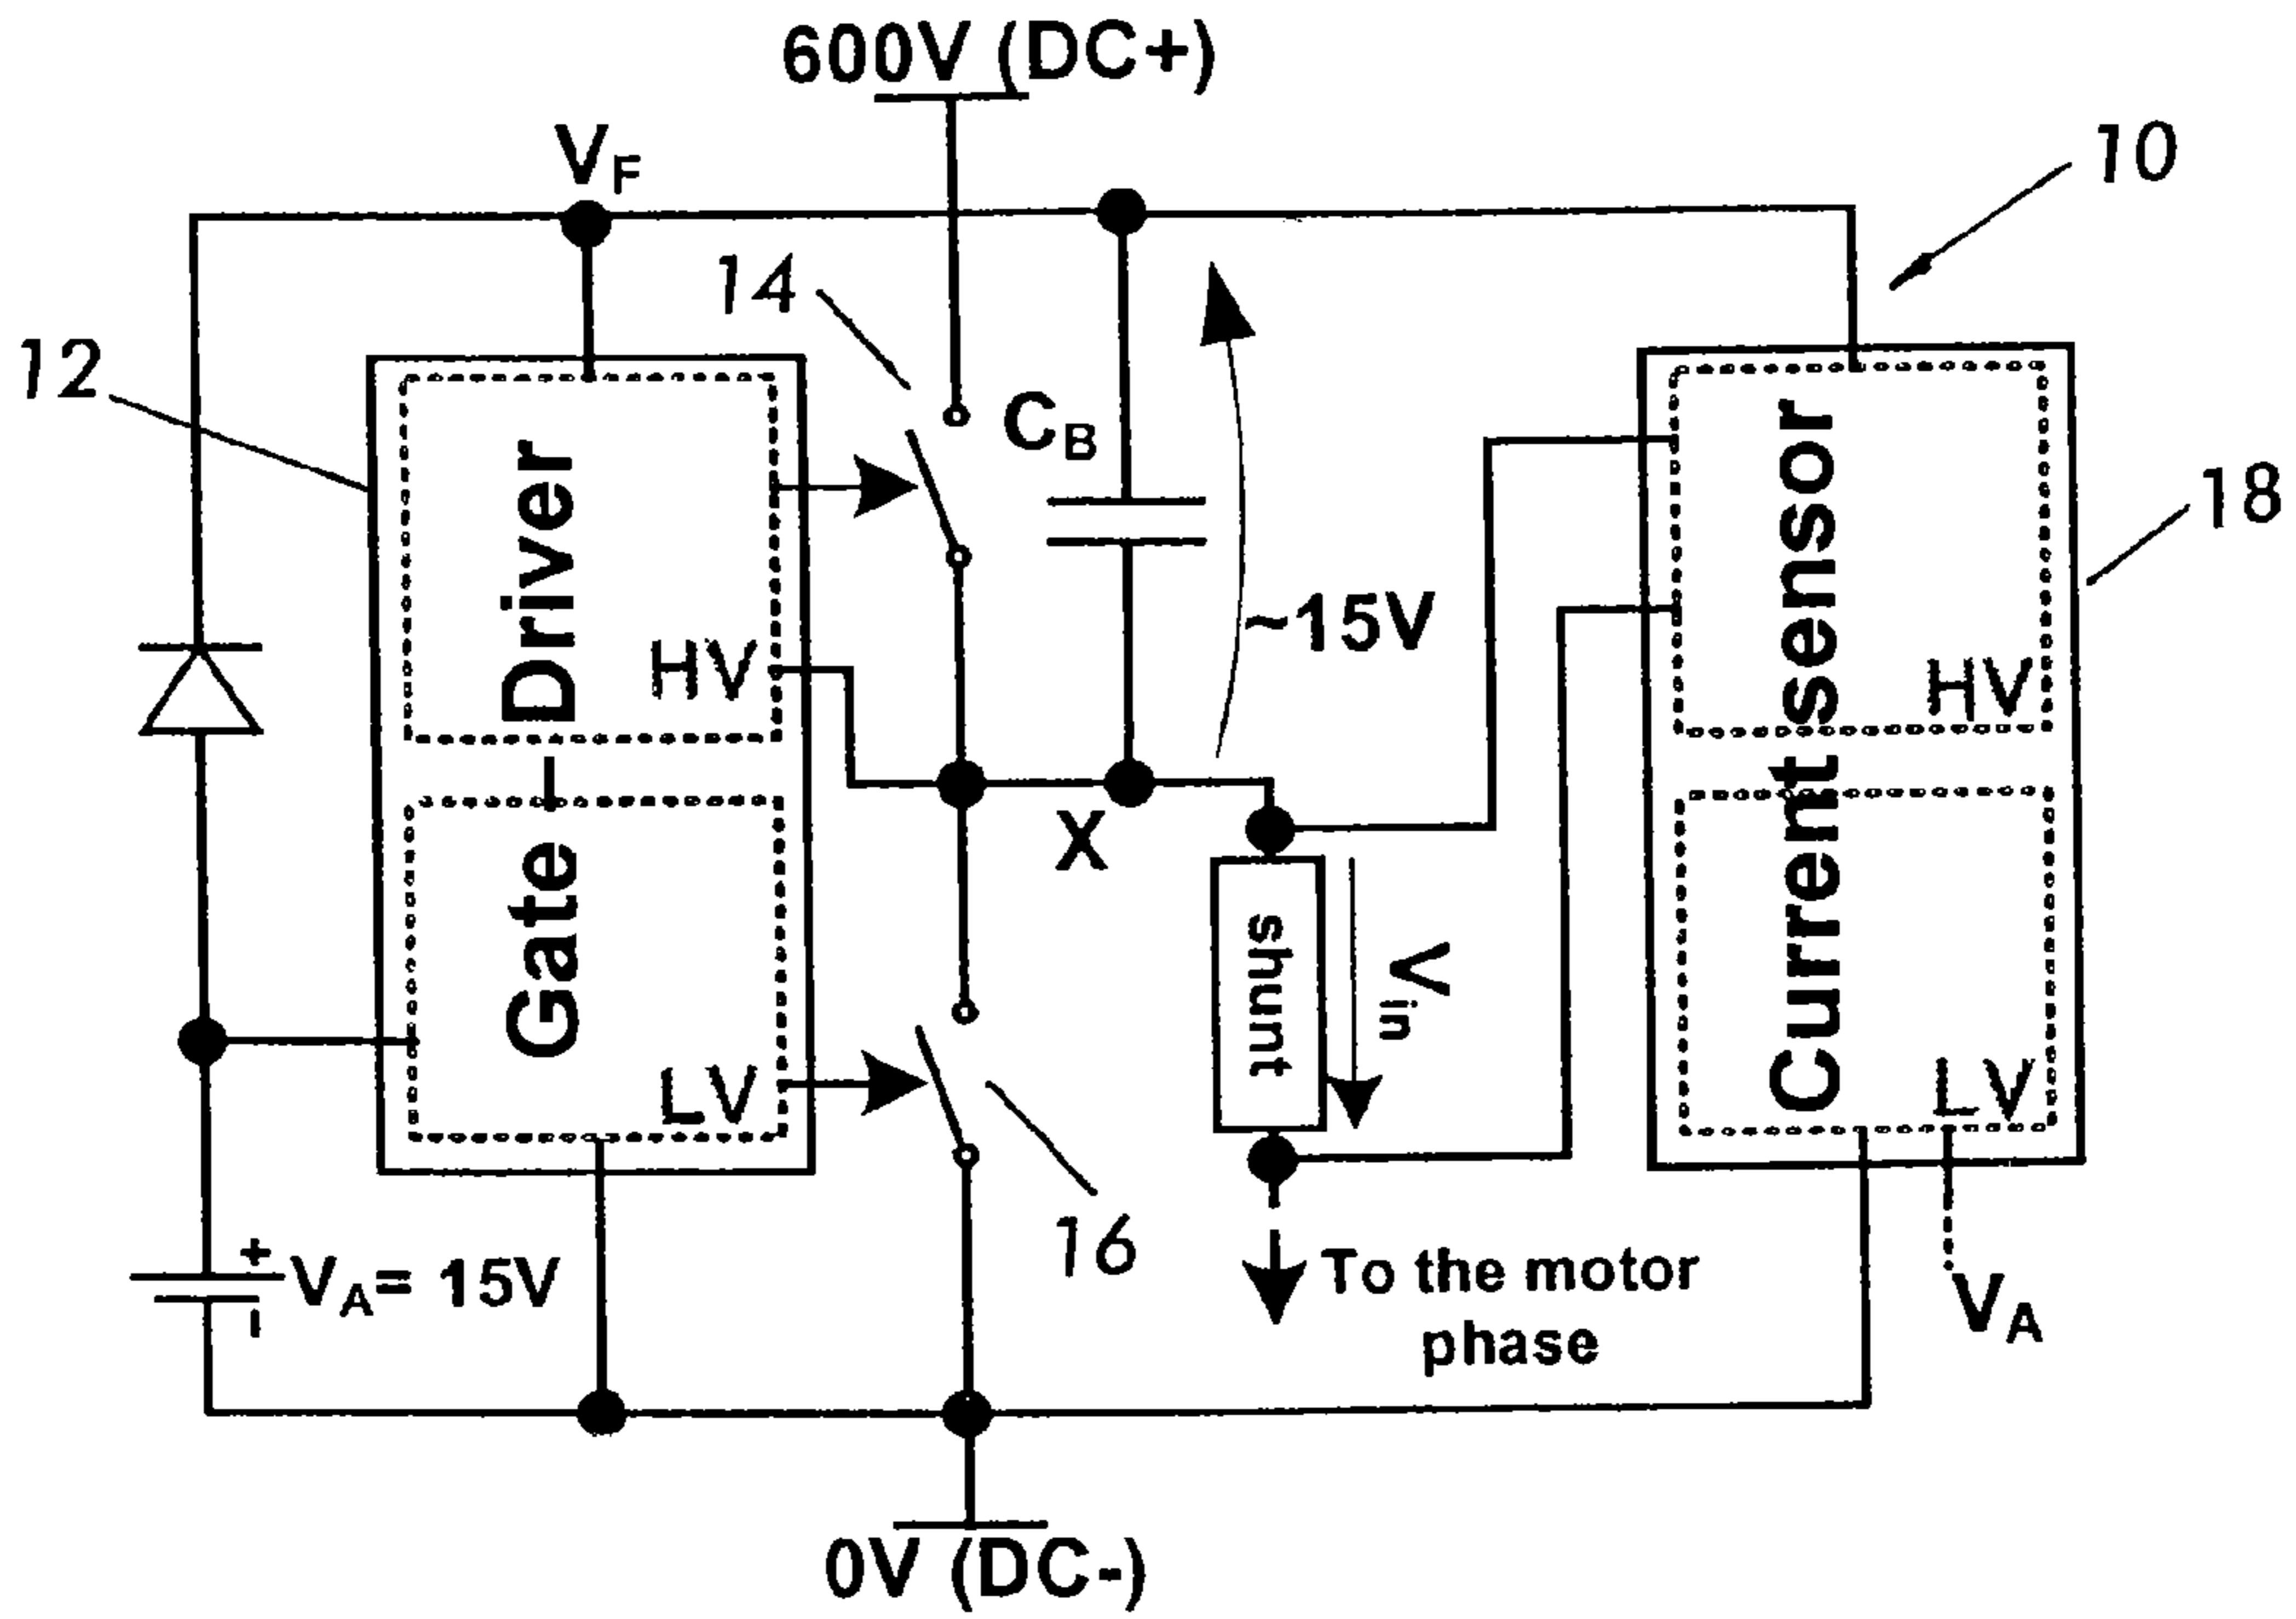 600V (DC+)
VF
10
14
12
CB
18
~15V
Gate – Driver
HV
LV
Current sensor
HV
LV
X
shunt
Vin
16
+
VA= 15V
-
To the motor
phase
VA
0V (DC-)